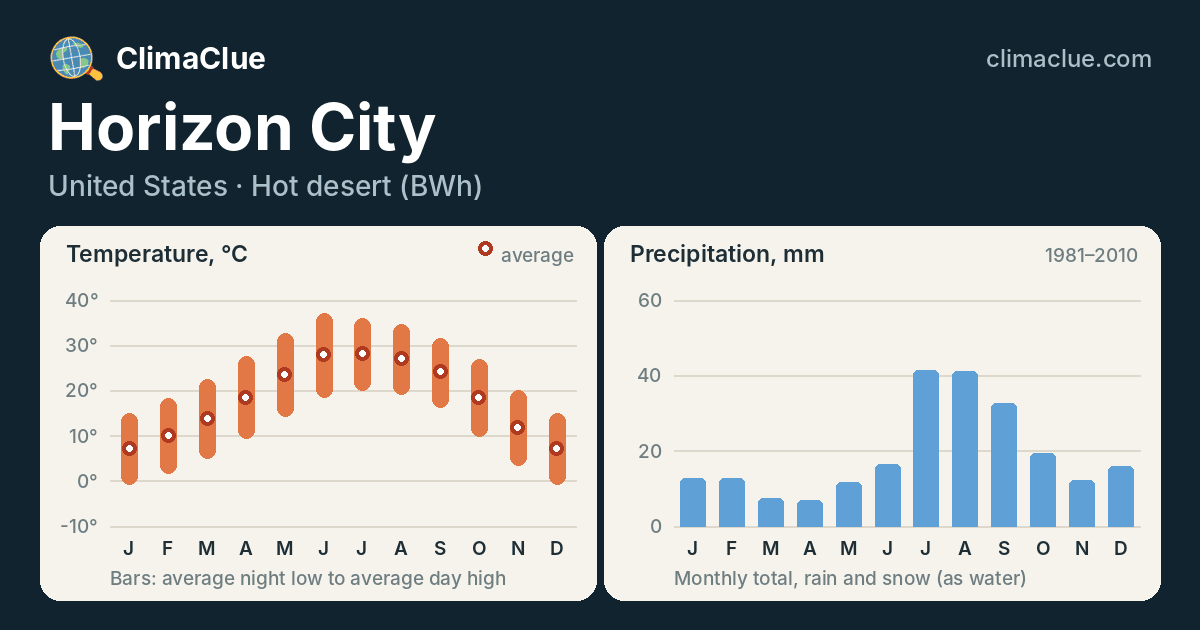 ClimaClue
climaclue.com
Horizon City
United States · Hot desert (BWh)
Temperature, °C
average
40°
30°
20°
10°
0°
-10°
J F M A M J J A S O N D
Bars: average night low to average day high
Precipitation, mm
1981–2010
60
40
20
0
J F M A M J J A S O N D
Monthly total, rain and snow (as water)